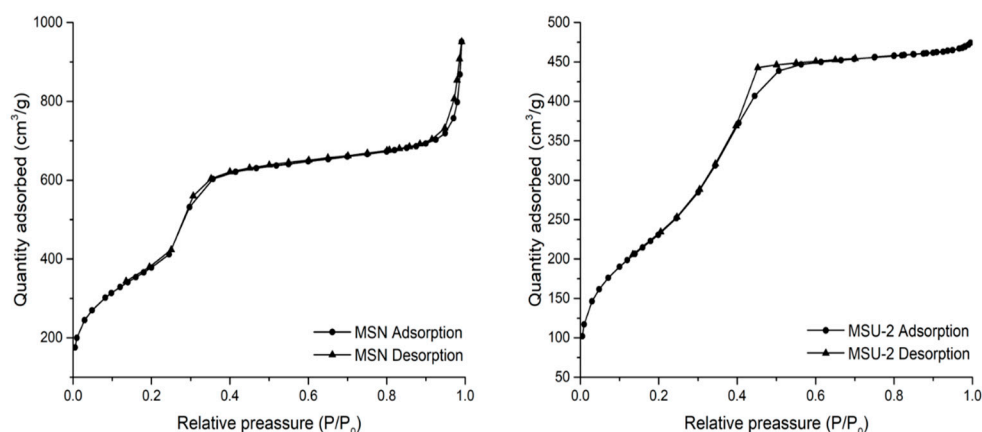 1000
800
600
400
200
Quantity adsorbed (cm³/g)
MSN Adsorption
MSN Desorption
0.0 0.2 0.4 0.6 0.8 1.0
Relative preassure (P/P₀)
500
450
400
350
300
250
200
150
100
50
Quantity adsorbed (cm³/g)
MSU-2 Adsorption
MSU-2 Desorption
0.0 0.2 0.4 0.6 0.8 1.0
Relative preassure (P/P₀)